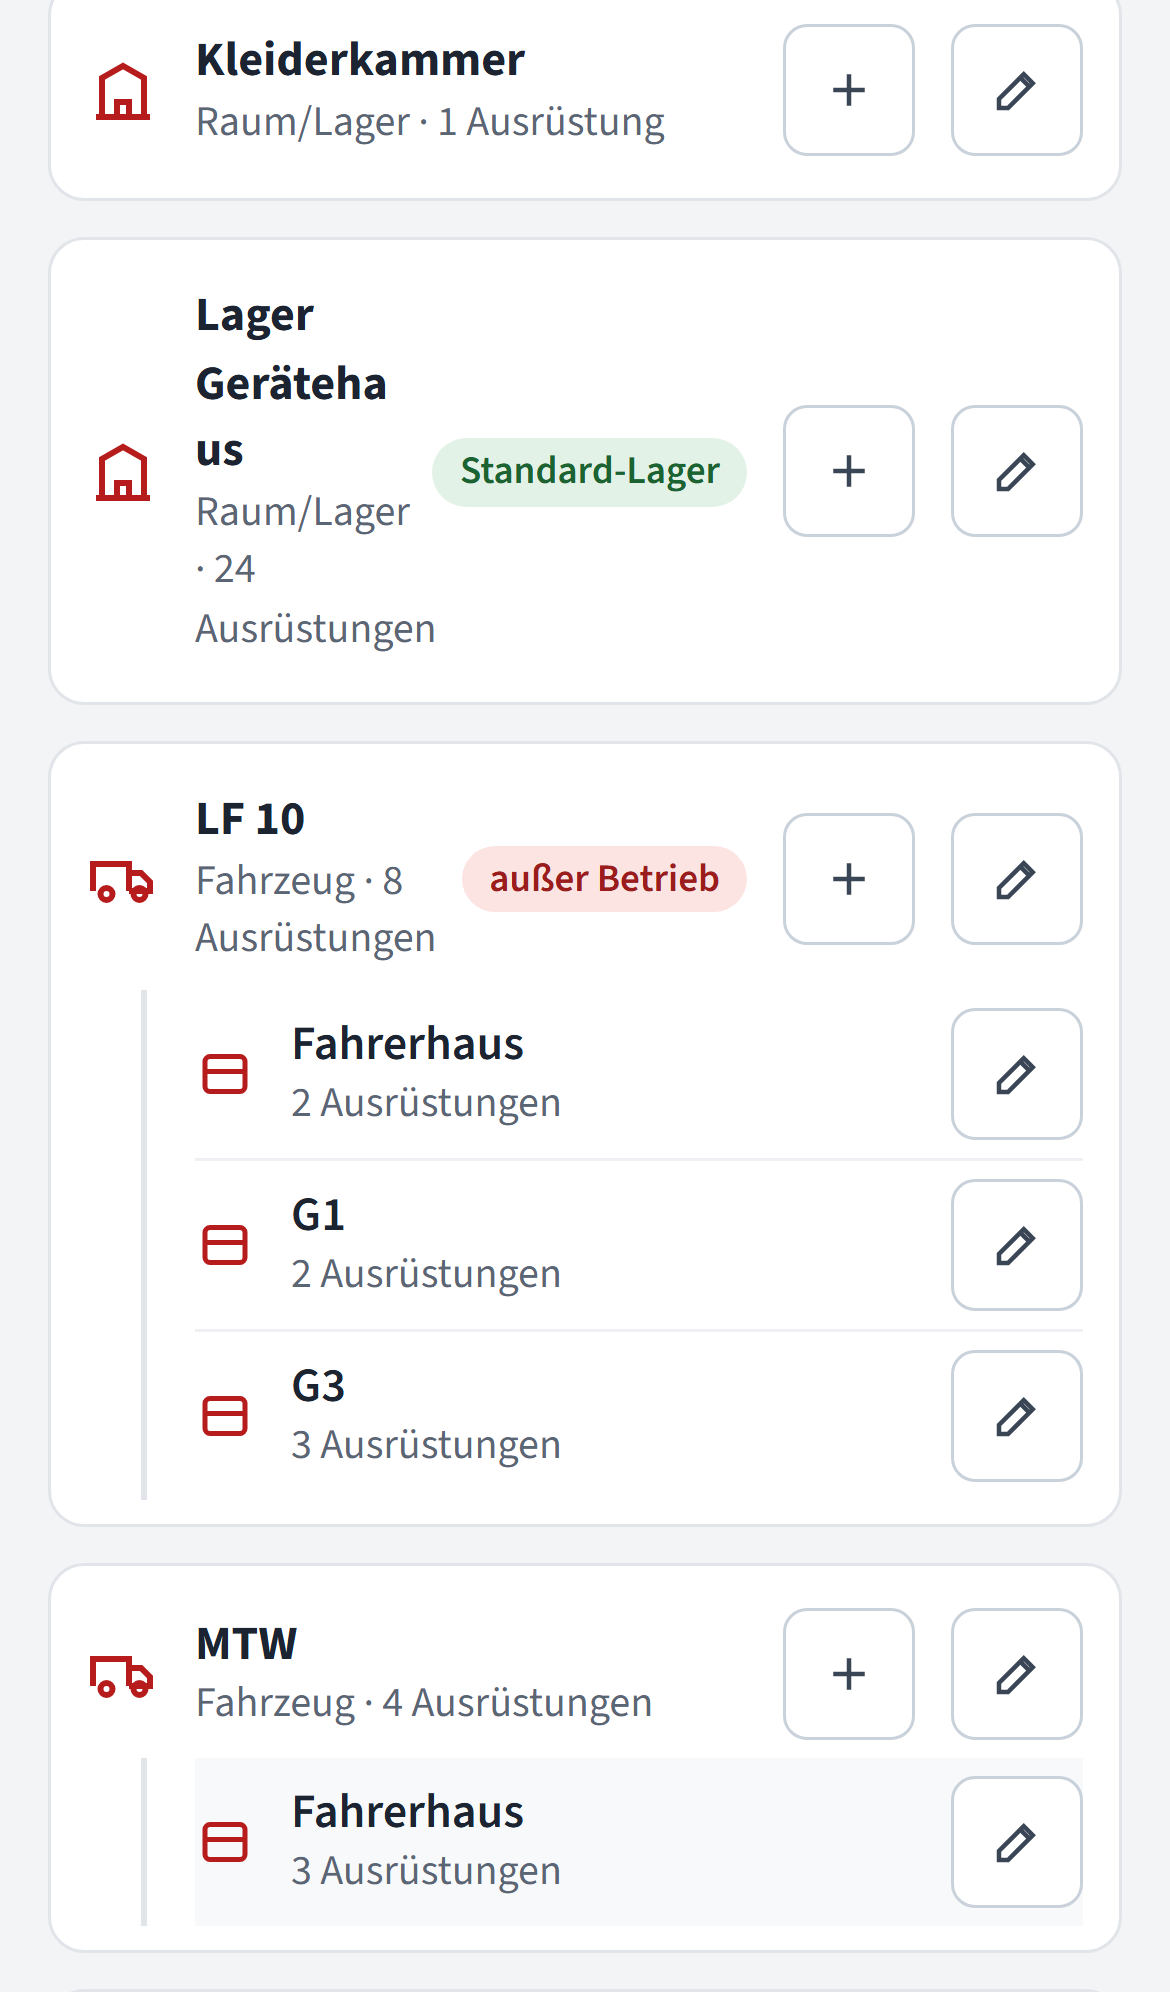 Kleiderkammer
Raum/Lager · 1 Ausrüstung
Lager
Geräteha
us
Raum/Lager
· 24
Ausrüstungen
Standard-Lager
LF 10
Fahrzeug · 8
Ausrüstungen
außer Betrieb
Fahrerhaus
2 Ausrüstungen
G1
2 Ausrüstungen
G3
3 Ausrüstungen
MTW
Fahrzeug · 4 Ausrüstungen
Fahrerhaus
3 Ausrüstungen